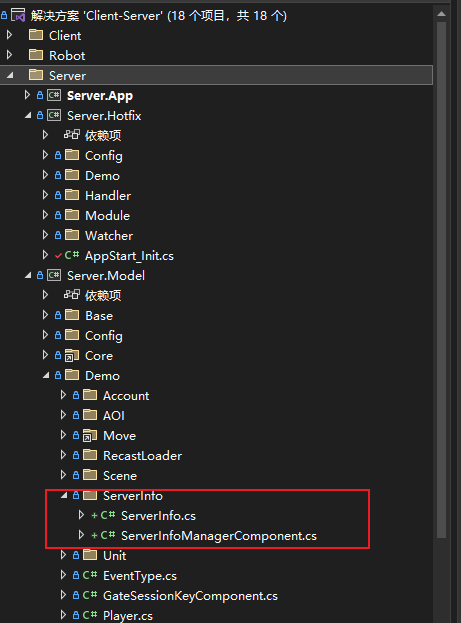 解决方案 'Client-Server' (18 个项目，共 18 个)
Client
Robot
Server
C# Server.App
C# Server.Hotfix
依赖项
Config
Demo
Handler
Module
Watcher
C# AppStart_Init.cs
C# Server.Model
依赖项
Base
Config
Core
Demo
Account
AOI
Move
RecastLoader
Scene
ServerInfo
+ C# ServerInfo.cs
+ C# ServerInfoManagerComponent.cs
Unit
C# EventType.cs
C# GateSessionKeyComponent.cs
C# Player.cs